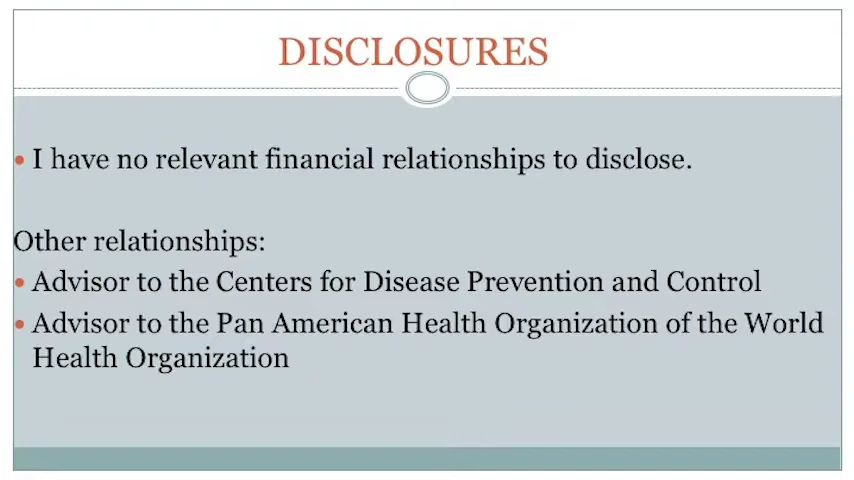 DISCLOSURES
• I have no relevant financial relationships to disclose.
Other relationships:
• Advisor to the Centers for Disease Prevention and Control
• Advisor to the Pan American Health Organization of the World
Health Organization